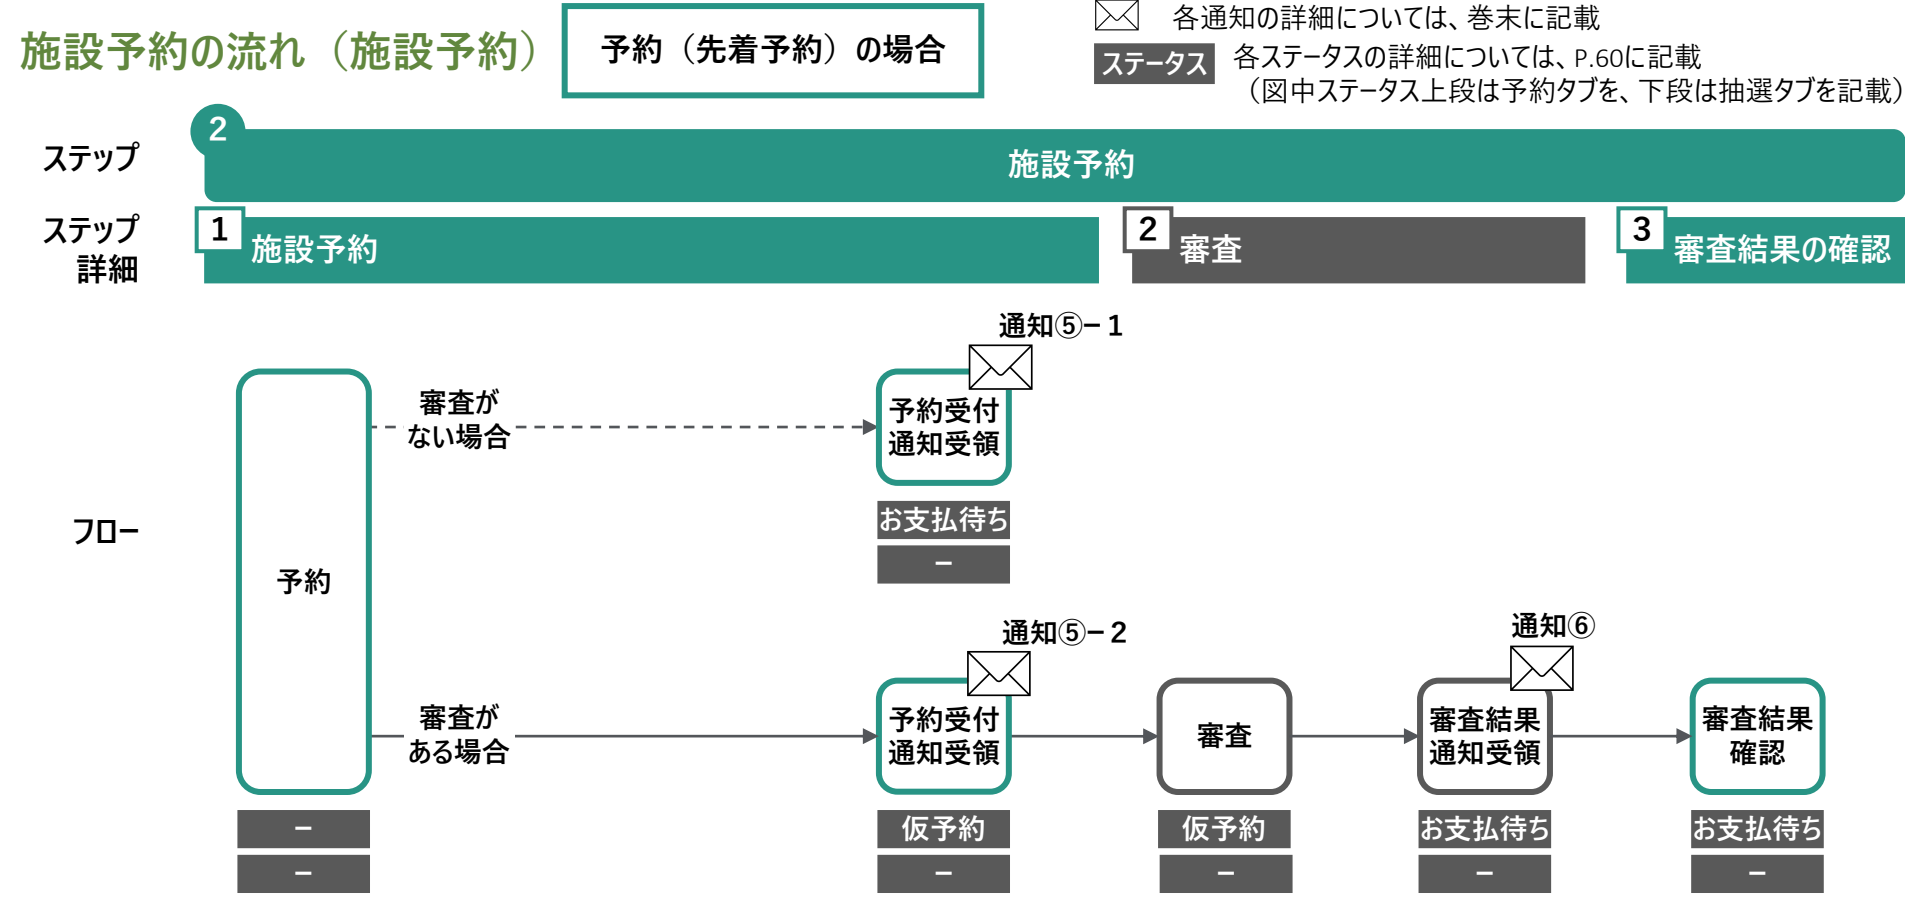 施設予約の流れ（施設予約）
予約（先着予約）の場合
各通知の詳細については、巻末に記載
ステータス
各ステータスの詳細については、P.60に記載
（図中ステータス上段は予約タブを、下段は抽選タブを記載）
ステップ
2
施設予約
ステップ
詳細
1
施設予約
2
審査
3
審査結果の確認
フロー
予約
－
－
審査が
ない場合
通知⑤－1
予約受付
通知受領
お支払待ち
－
審査が
ある場合
通知⑤－2
予約受付
通知受領
仮予約
－
審査
仮予約
－
通知⑥
審査結果
通知受領
お支払待ち
－
審査結果
確認
お支払待ち
－